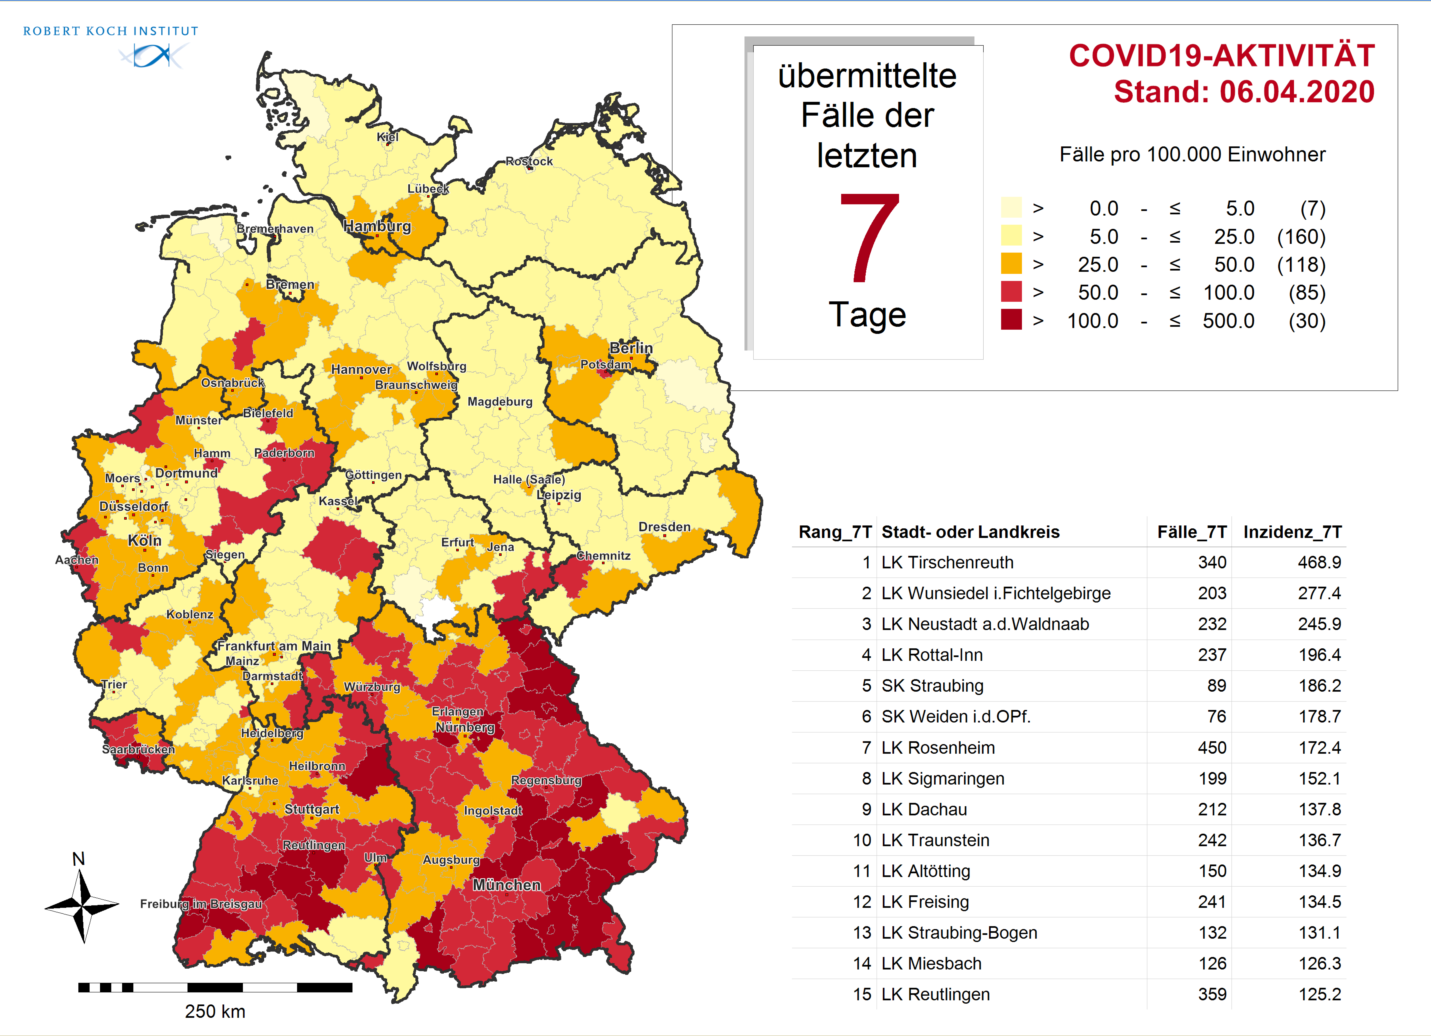 ROBERT KOCH INSTITUT
übermittelte
Fälle der
letzten
7
Tage
COVID19-AKTIVITÄT
Stand: 06.04.2020
Fälle pro 100.000 Einwohner
> 0.0 - ≤ 5.0 (7)
> 5.0 - ≤ 25.0 (160)
> 25.0 - ≤ 50.0 (118)
> 50.0 - ≤ 100.0 (85)
> 100.0 - ≤ 500.0 (30)
Kiel
Rostock
Lübeck
Hamburg
Bremerhaven
Bremen
Berlin
Potsdam
Hannover
Wolfsburg
Osnabrück
Braunschweig
Magdeburg
Bielefeld
Münster
Hamm
Paderborn
Moers
Dortmund
Göttingen
Halle (Saale)
Leipzig
Kassel
Düsseldorf
Dresden
Köln
Erfurt
Jena
Chemnitz
Siegen
Aachen
Bonn
Koblenz
Frankfurt am Main
Mainz
Darmstadt
Trier
Würzburg
Erlangen
Nürnberg
Heidelberg
Saarbrücken
Heilbronn
Karlsruhe
Regensburg
Stuttgart
Ingolstadt
Reutlingen
Ulm
Augsburg
München
Freiburg im Breisgau
N
250 km
Rang_7T Stadt- oder Landkreis Fälle_7T Inzidenz_7T
1 LK Tirschenreuth 340 468.9
2 LK Wunsiedel i.Fichtelgebirge 203 277.4
3 LK Neustadt a.d.Waldnaab 232 245.9
4 LK Rottal-Inn 237 196.4
5 SK Straubing 89 186.2
6 SK Weiden i.d.OPf. 76 178.7
7 LK Rosenheim 450 172.4
8 LK Sigmaringen 199 152.1
9 LK Dachau 212 137.8
10 LK Traunstein 242 136.7
11 LK Altötting 150 134.9
12 LK Freising 241 134.5
13 LK Straubing-Bogen 132 131.1
14 LK Miesbach 126 126.3
15 LK Reutlingen 359 125.2